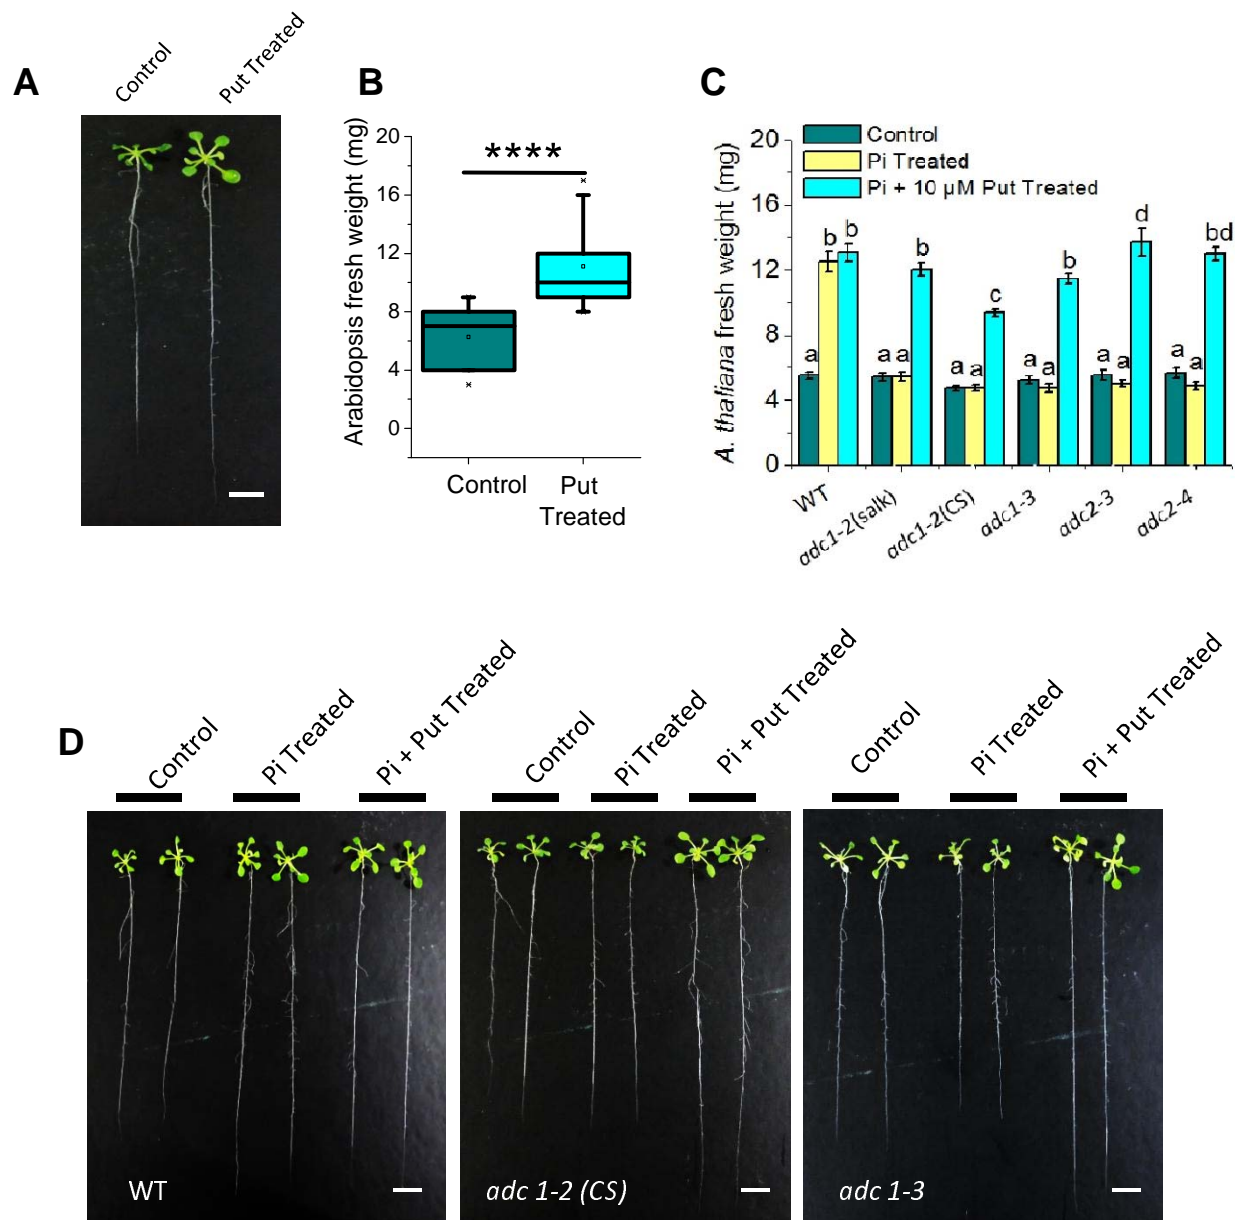 A
Control
Put Treated
B
Arabidopsis fresh weight (mg)
20
16
12
8
4
0
****
Control
Put
Treated
C
A. thaliana fresh weight (mg)
20
16
12
8
4
0
Control
Pi Treated
Pi + 10 µM Put Treated
a b b
a a b
a a c
a a b
a a d
a a bd
WT
adc1-2(salk)
adc1-2(CS)
adc1-3
adc2-3
adc2-4
D
Control
Pi Treated
Pi + Put Treated
Control
Pi Treated
Pi + Put Treated
Control
Pi Treated
Pi + Put Treated
WT
adc 1-2 (CS)
adc 1-3